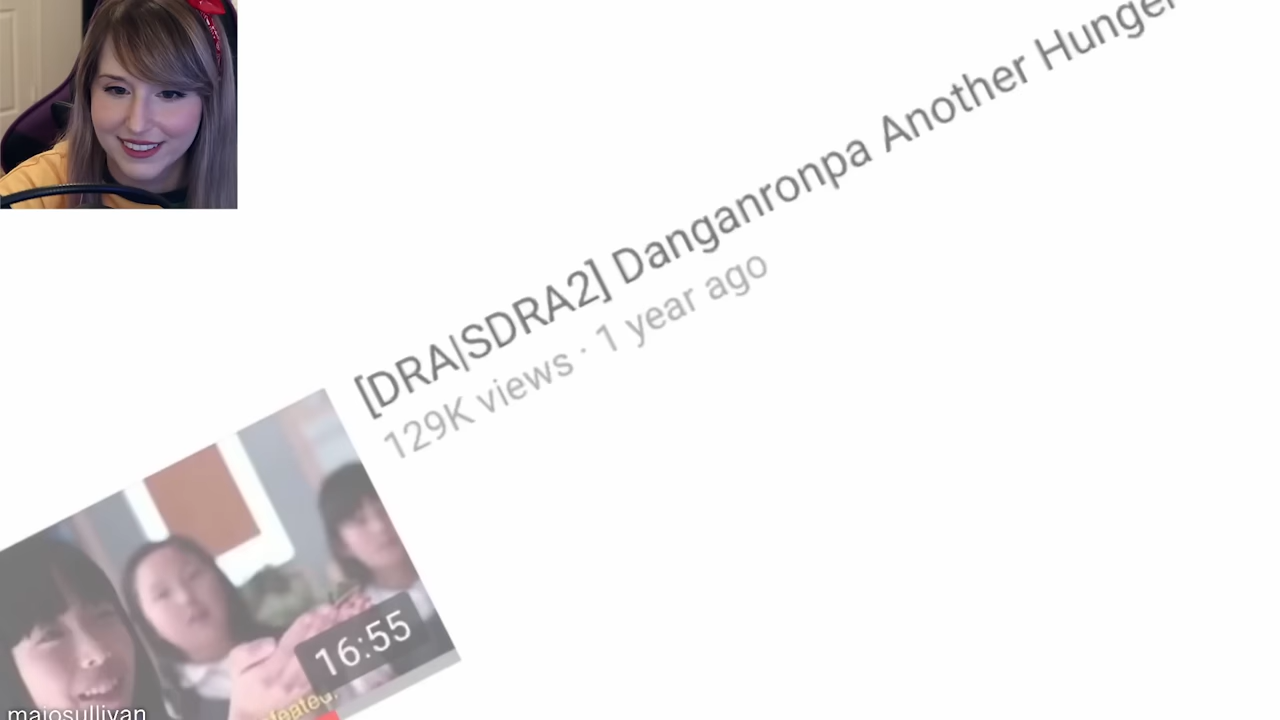 [DRA|SDRA2] Danganronpa Another Hunger
129K views · 1 year ago
16:55
majosullivan